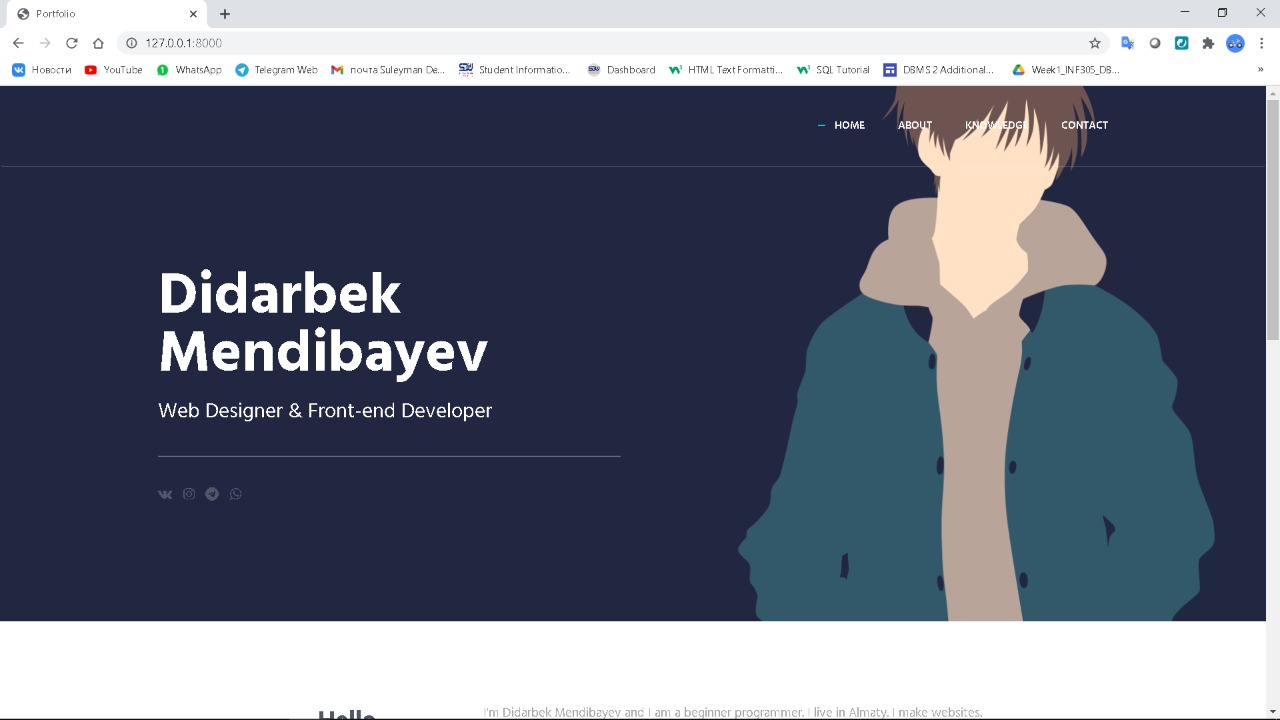 Portfolio
127.0.0.1:8000
Новости YouTube WhatsApp Telegram Web почта Suleyman De... Student Informatio... Dashboard HTML Text Formatti... SQL Tutorial DBMS 2 Additional... Week1_INF305_DB... »
HOME ABOUT KNOWLEDGE CONTACT
Didarbek
Mendibayev
Web Designer & Front-end Developer
Hello
I'm Didarbek Mendibayev and I am a beginner programmer. I live in Almaty. I make websites.